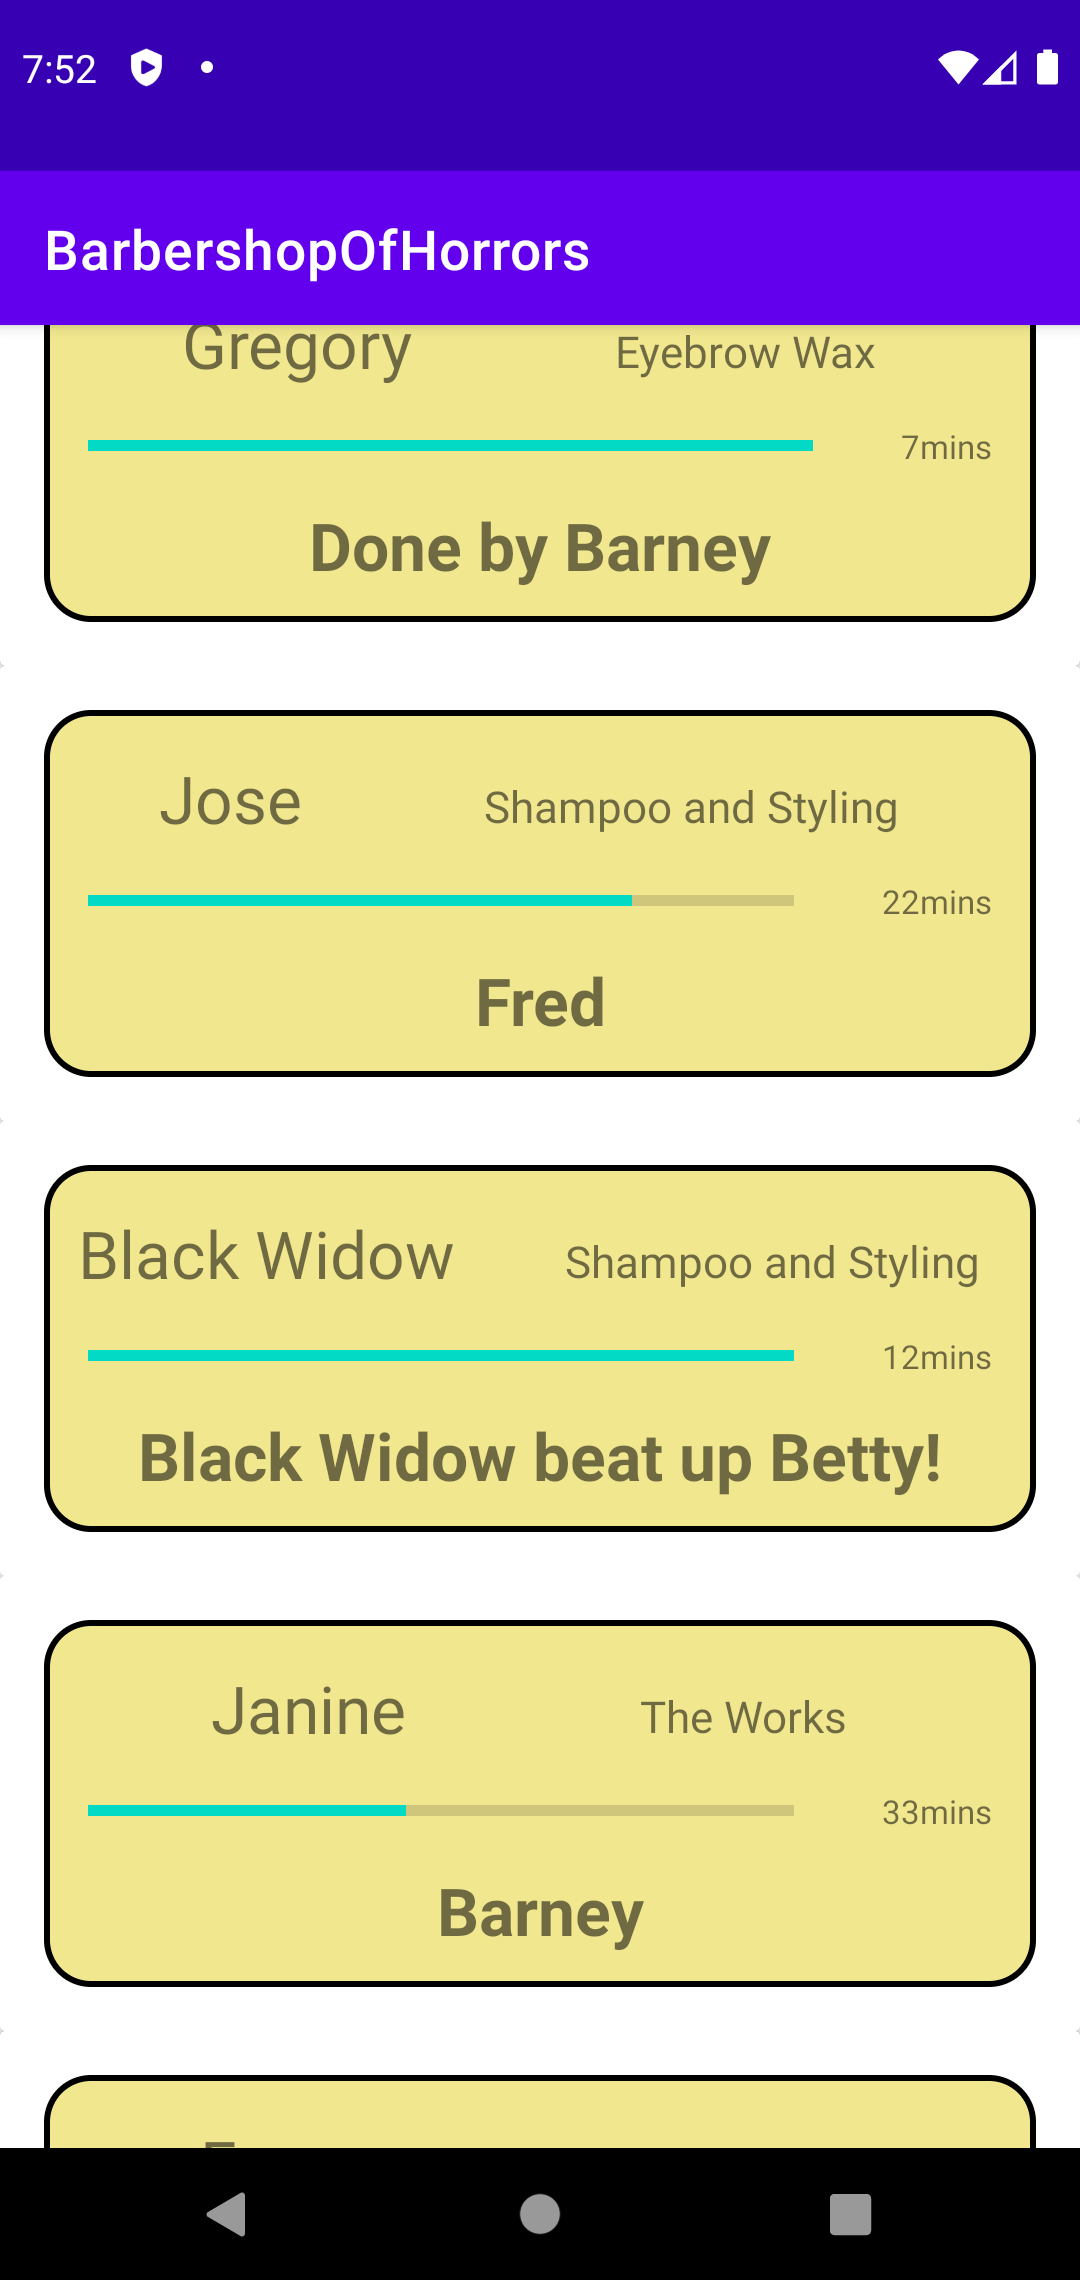 7:52
BarbershopOfHorrors
Gregory Eyebrow Wax
7mins
Done by Barney
Jose Shampoo and Styling
22mins
Fred
Black Widow Shampoo and Styling
12mins
Black Widow beat up Betty!
Janine The Works
33mins
Barney